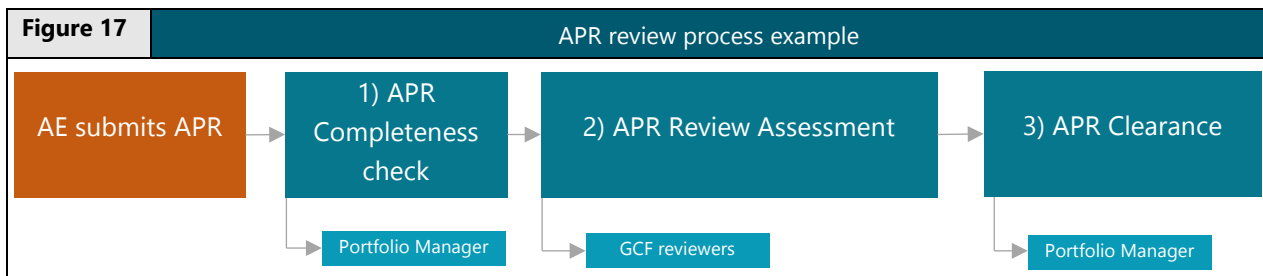 Figure 17
APR review process example
AE submits APR
1) APR
Completeness
check
2) APR Review Assessment
3) APR Clearance
Portfolio Manager
GCF reviewers
Portfolio Manager